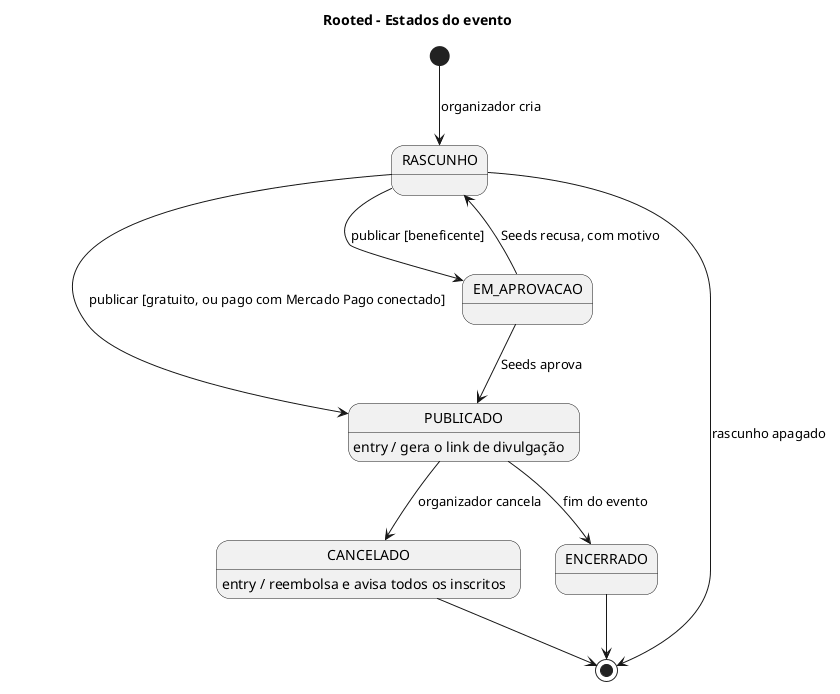 Rooted - Estados do evento
organizador cria
RASCUNHO
publicar [beneficente]
Seeds recusa, com motivo
EM_APROVACAO
publicar [gratuito, ou pago com Mercado Pago conectado]
Seeds aprova
PUBLICADO
entry / gera o link de divulgação
rascunho apagado
organizador cancela
fim do evento
CANCELADO
entry / reembolsa e avisa todos os inscritos
ENCERRADO